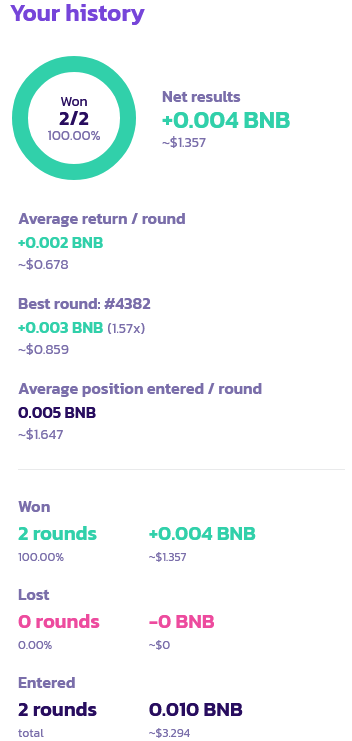 Your history
Won
2/2
100.00%
Net results
+0.004 BNB
~$1.357
Average return / round
+0.002 BNB
~$0.678
Best round: #4382
+0.003 BNB (1.57x)
~$0.859
Average position entered / round
0.005 BNB
~$1.647
Won
2 rounds +0.004 BNB
100.00% ~$1.357
Lost
0 rounds -0 BNB
0.00% ~$0
Entered
2 rounds 0.010 BNB
total ~$3.294